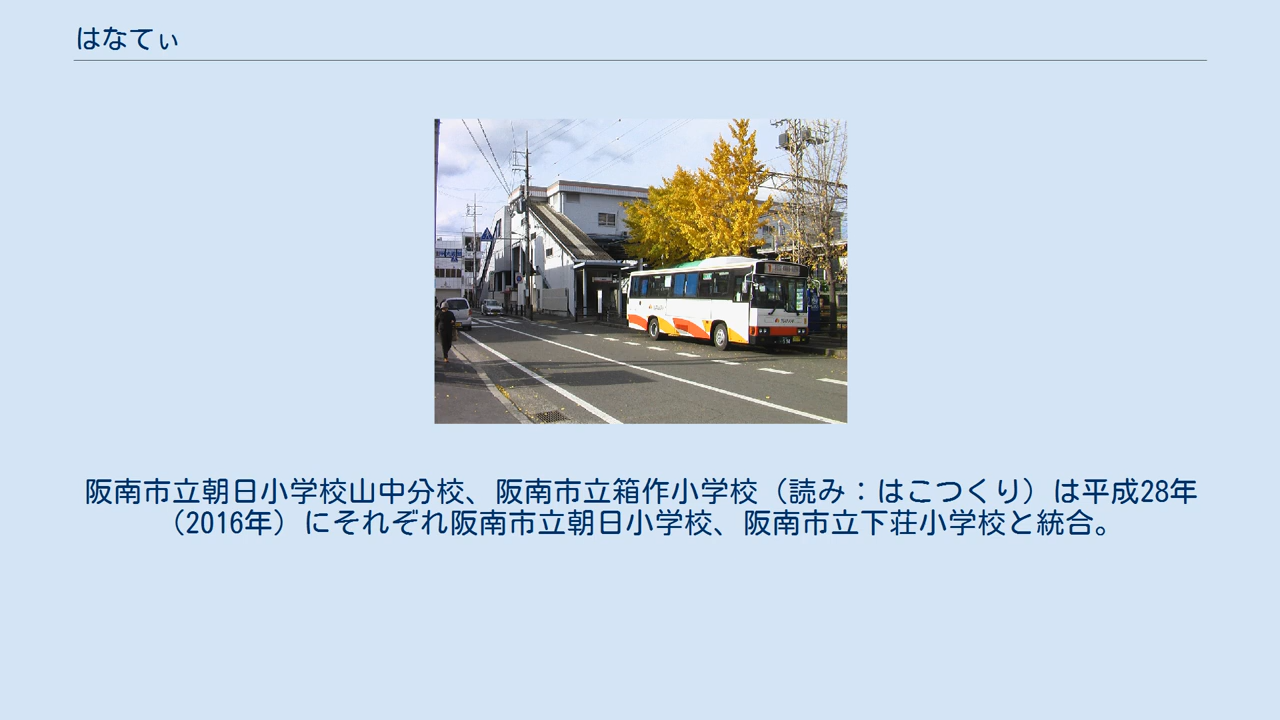 はなてぃ
阪南市立朝日小学校山中分校、阪南市立箱作小学校（読み：はこつくり）は平成28年
（2016年）にそれぞれ阪南市立朝日小学校、阪南市立下荘小学校と統合。